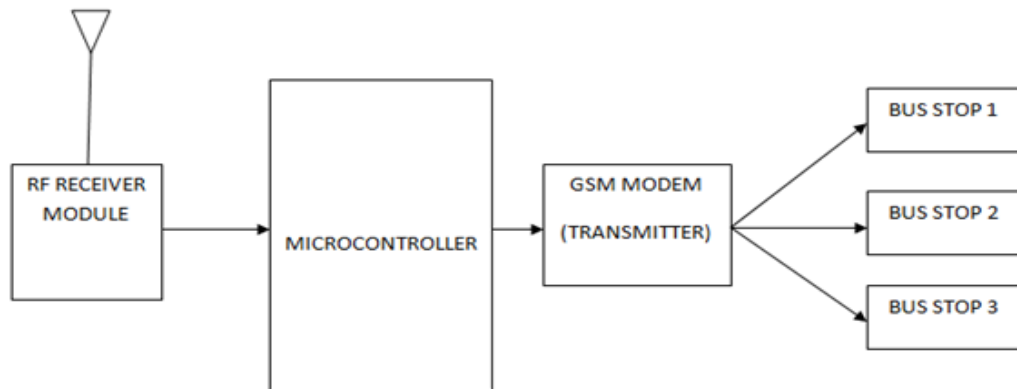 RF RECEIVER
MODULE
MICROCONTROLLER
GSM MODEM
(TRANSMITTER)
BUS STOP 1
BUS STOP 2
BUS STOP 3